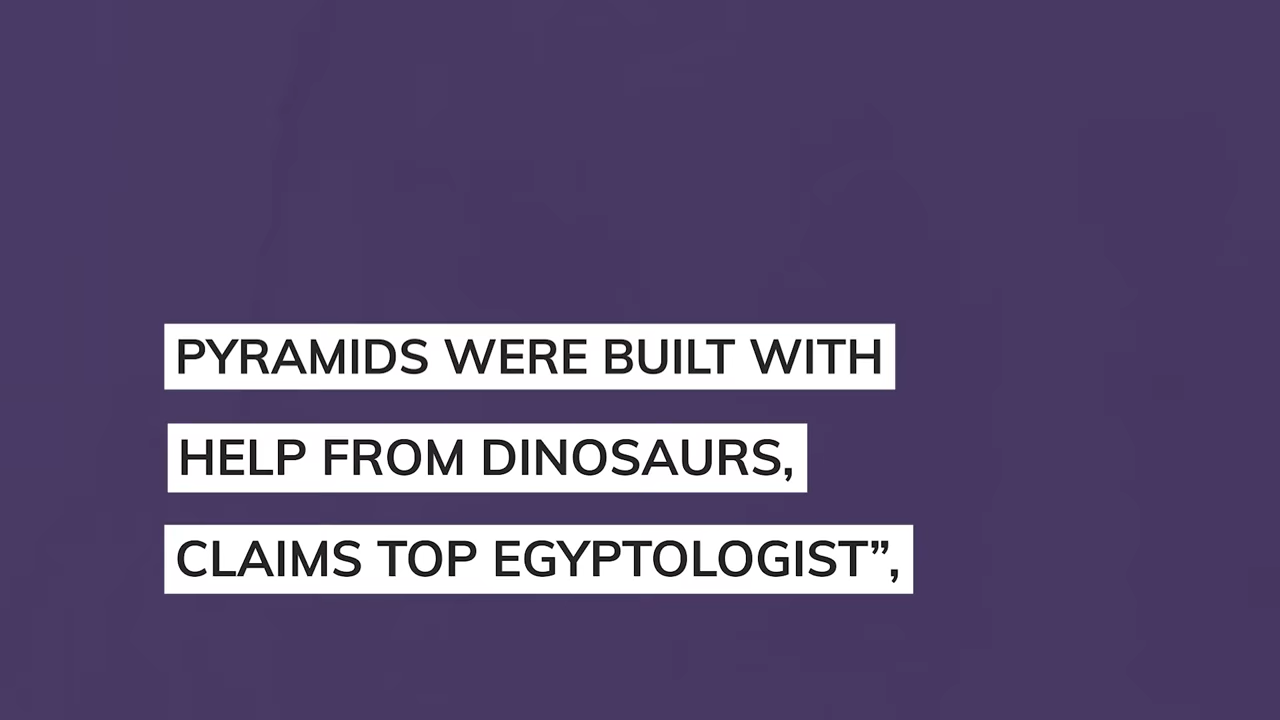 PYRAMIDS WERE BUILT WITH
HELP FROM DINOSAURS,
CLAIMS TOP EGYPTOLOGIST”,